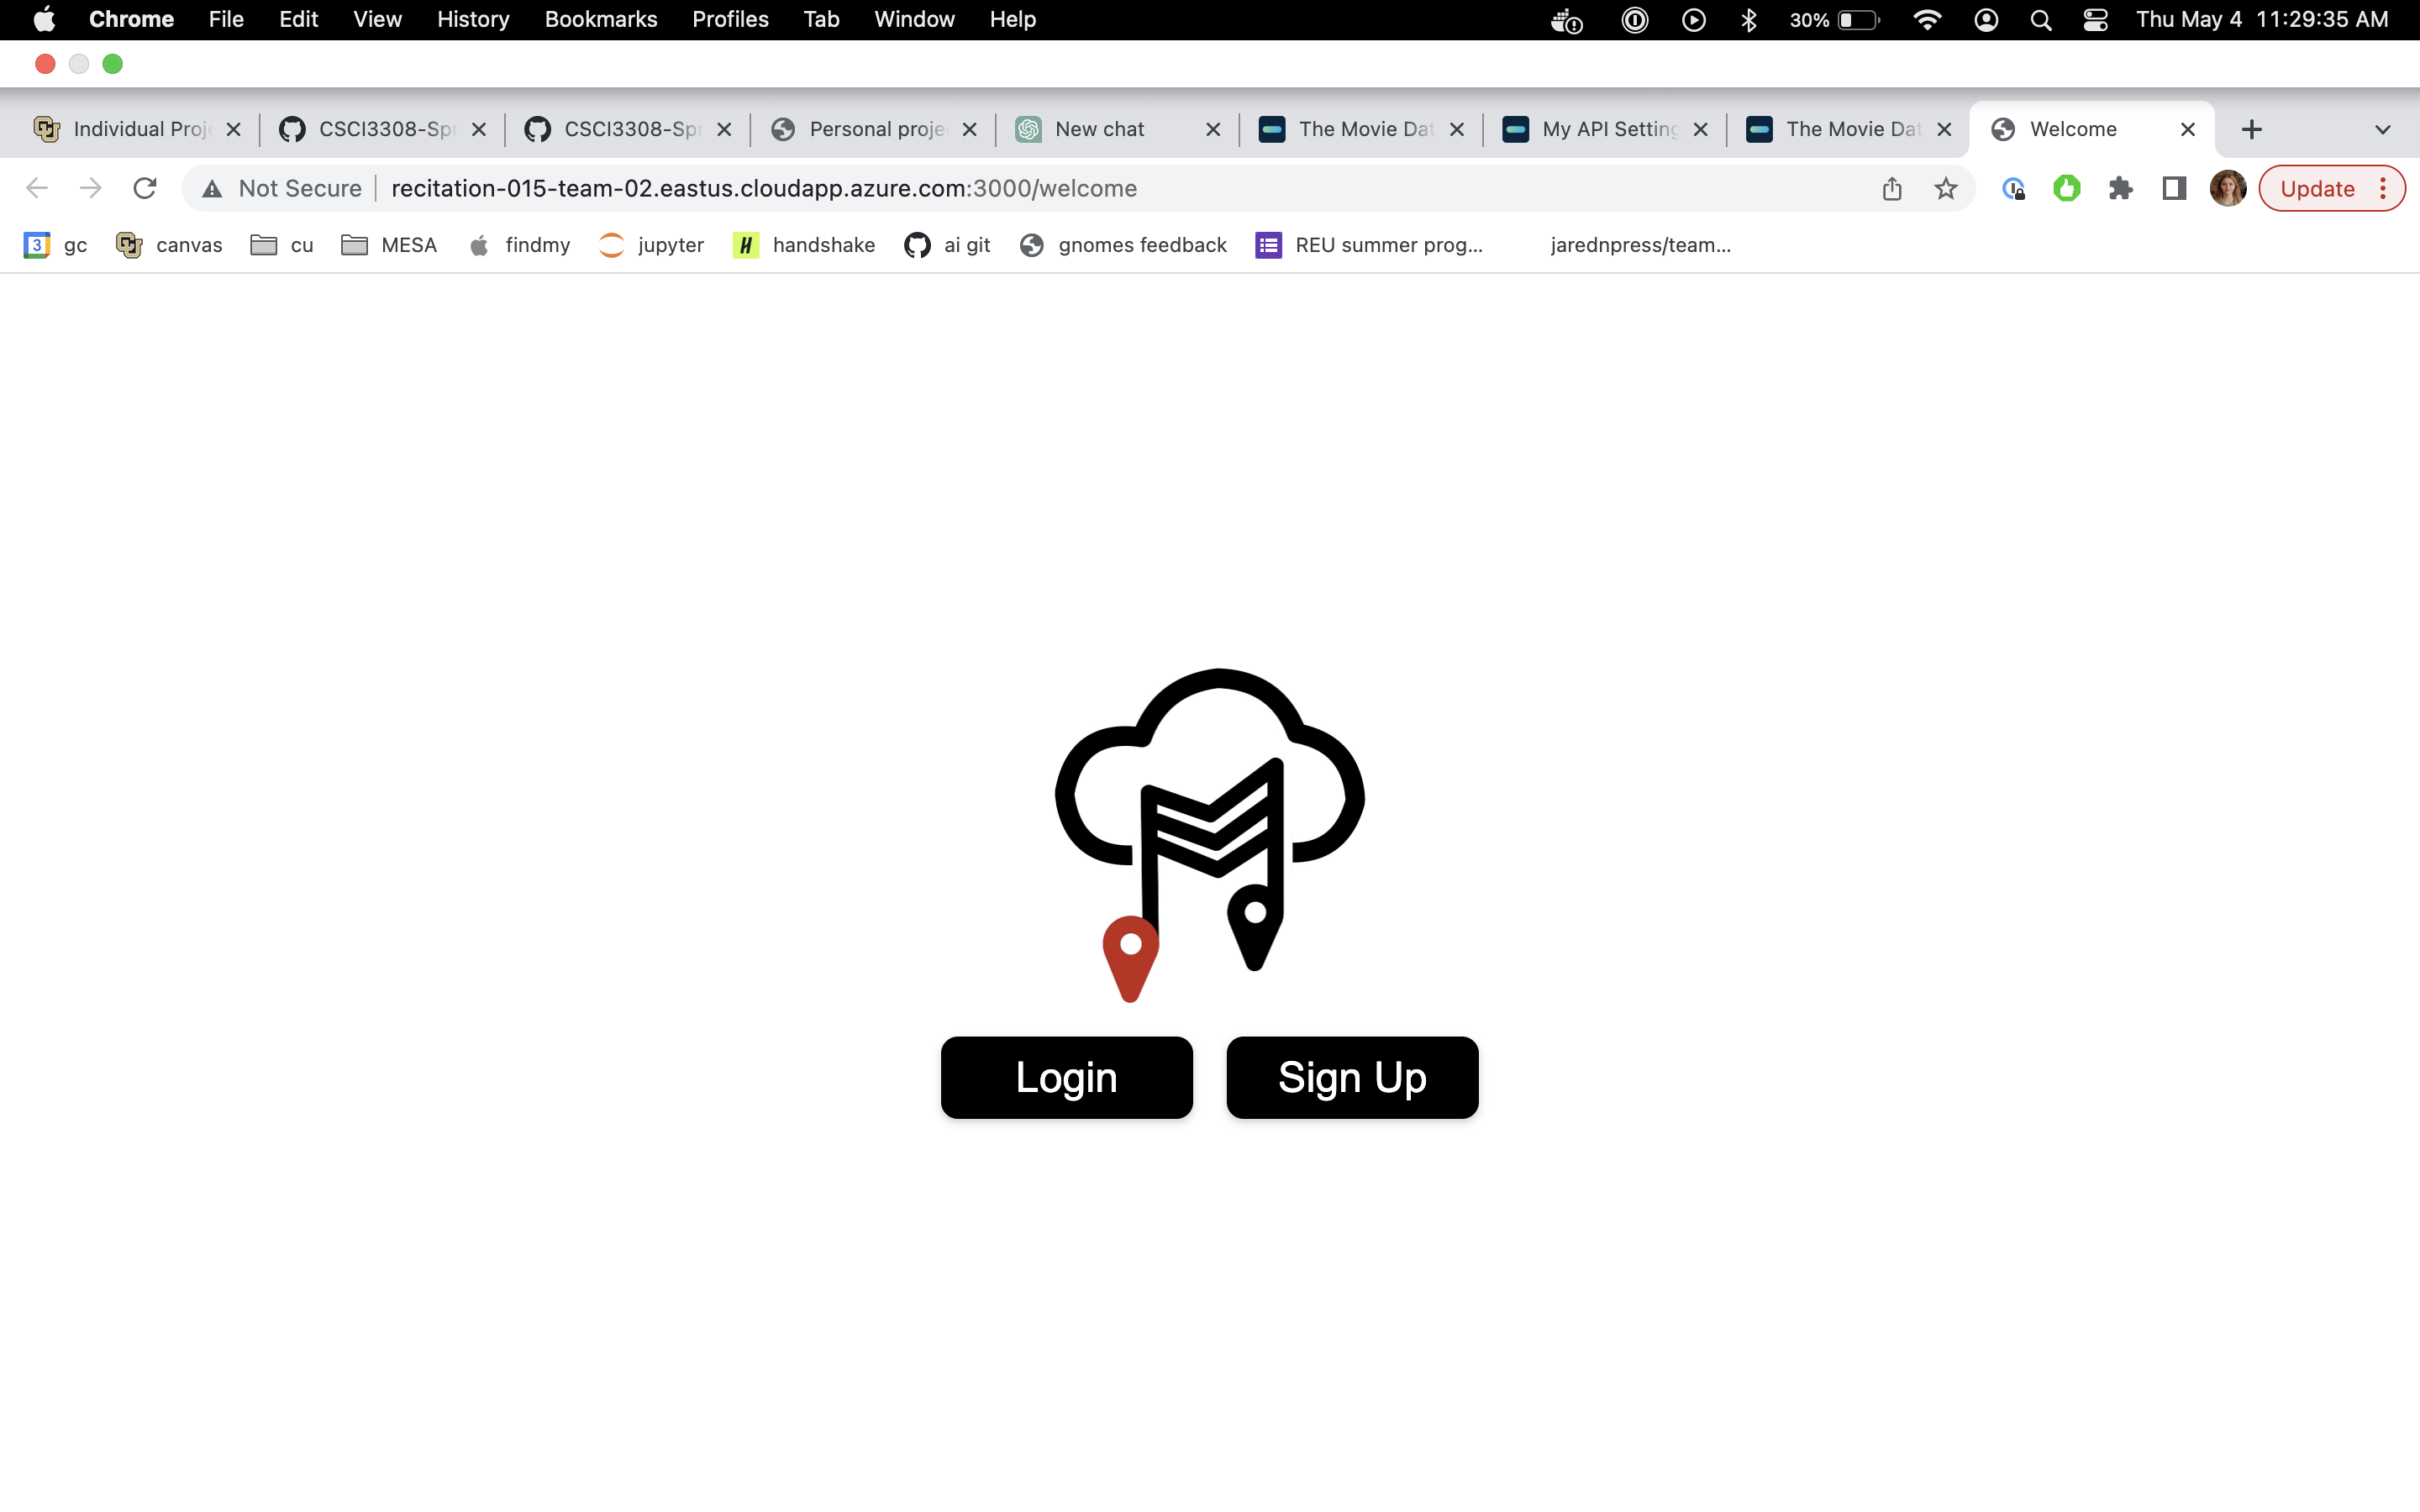 Chrome File Edit View History Bookmarks Profiles Tab Window Help 30% Thu May 4 11:29:35 AM
Individual Proj CSCI3308-Spr CSCI3308-Spr Personal proje New chat The Movie Dat My API Setting The Movie Dat Welcome
Not Secure recitation-015-team-02.eastus.cloudapp.azure.com:3000/welcome Update
3 gc canvas cu MESA findmy jupyter H handshake ai git gnomes feedback REU summer prog... jarednpress/team...
Login Sign Up